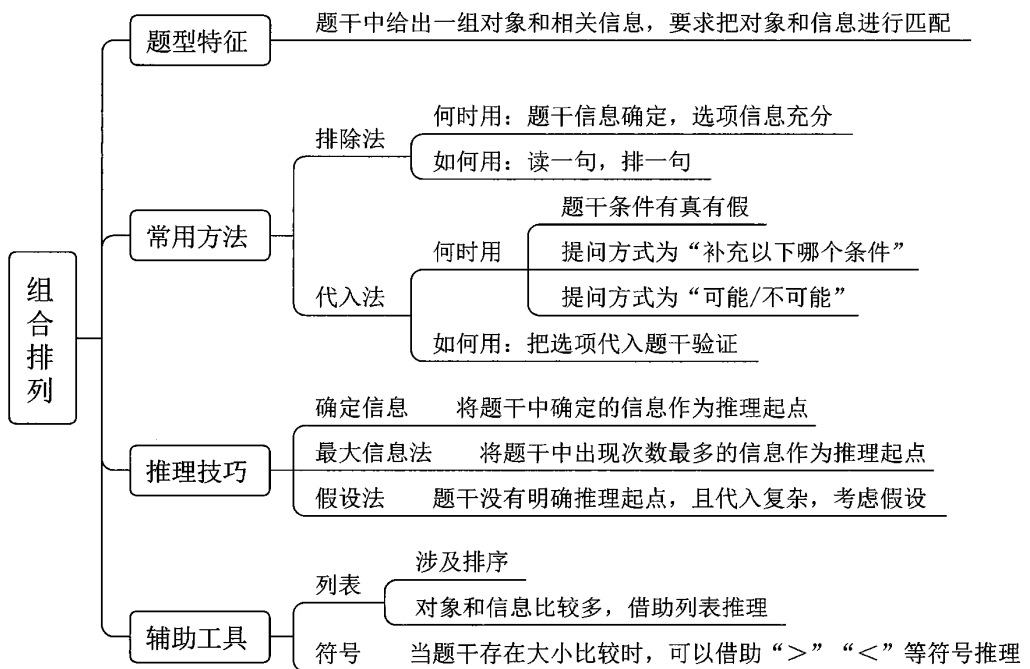 组合排列
题型特征
题干中给出一组对象和相关信息，要求把对象和信息进行匹配
常用方法
排除法
何时用：题干信息确定，选项信息充分
如何用：读一句，排一句
代入法
何时用
题干条件有真有假
提问方式为“补充以下哪个条件”
提问方式为“可能/不可能”
如何用：把选项代入题干验证
推理技巧
确定信息 将题干中确定的信息作为推理起点
最大信息法 将题干中出现次数最多的信息作为推理起点
假设法 题干没有明确推理起点，且代入复杂，考虑假设
辅助工具
列表
涉及排序
对象和信息比较多，借助列表推理
符号 当题干存在大小比较时，可以借助“>”“<”等符号推理